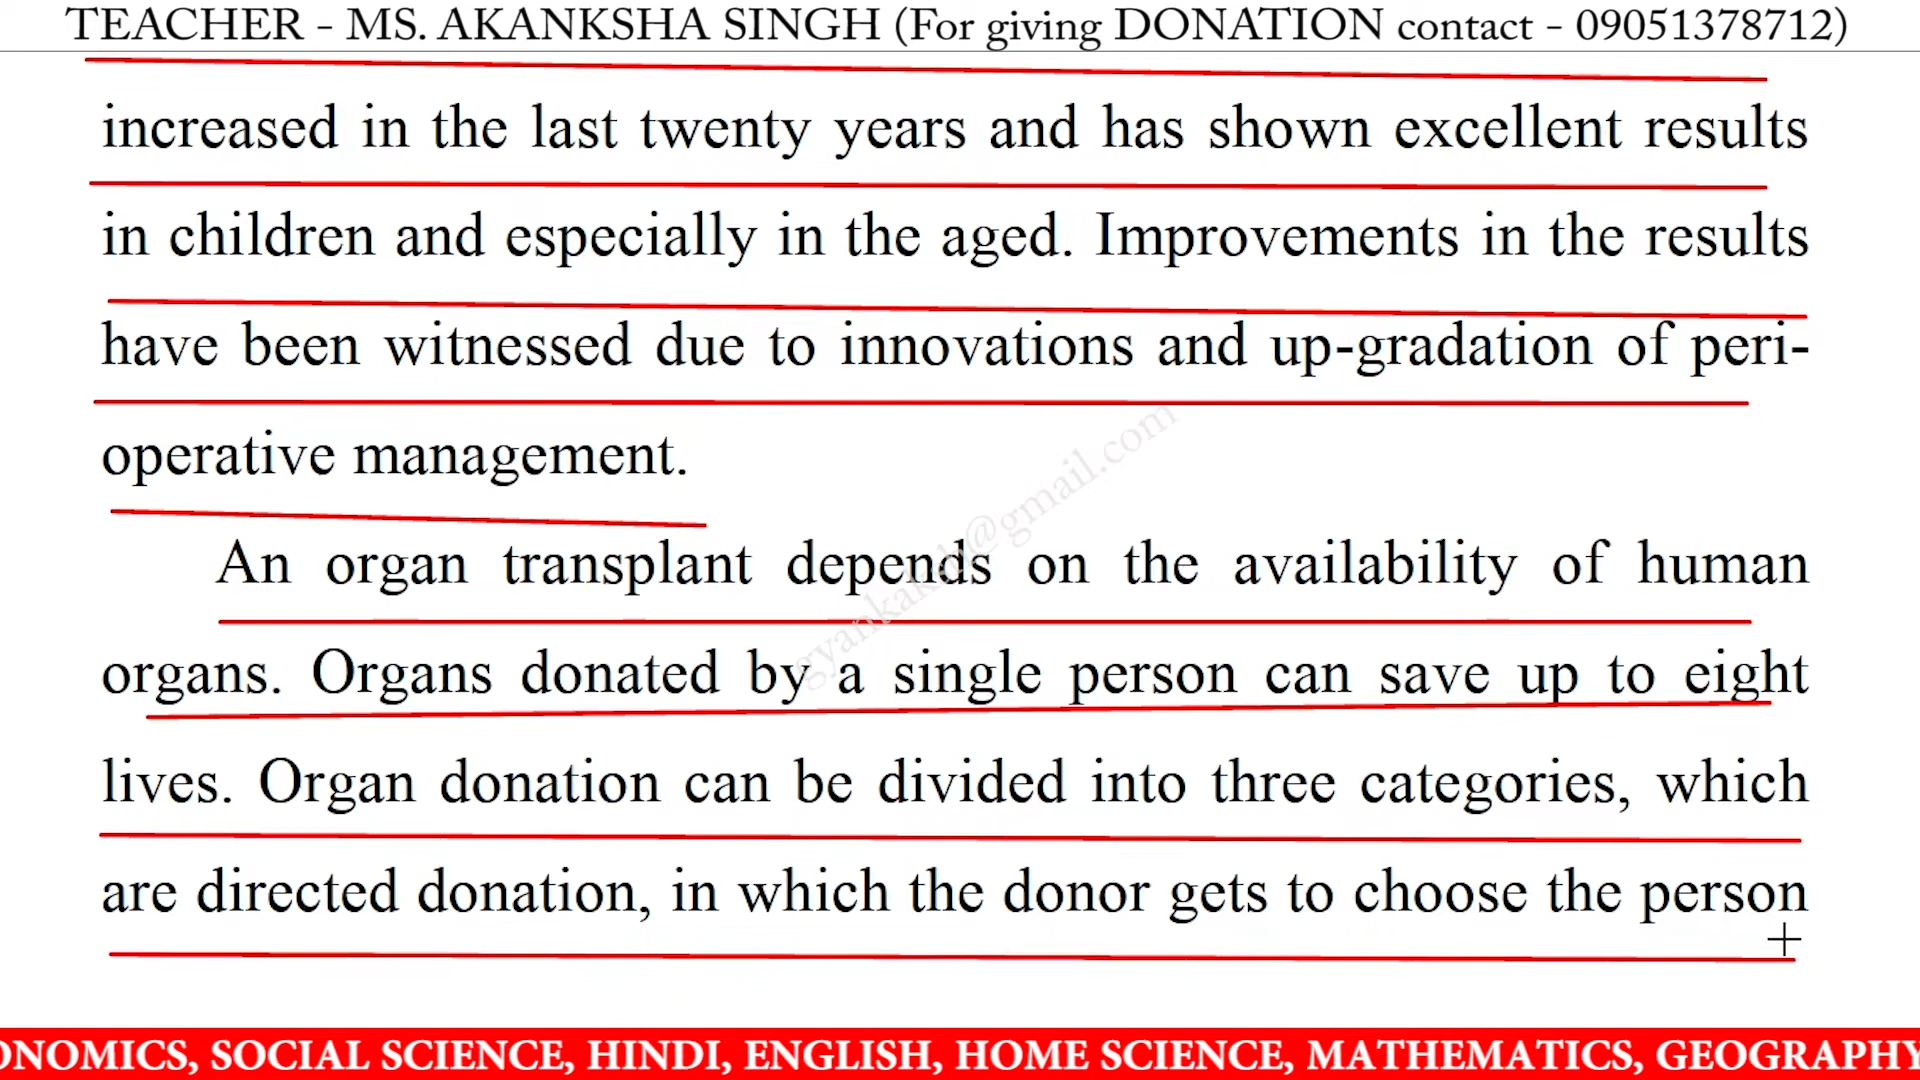 TEACHER - MS. AKANKSHA SINGH (For giving DONATION contact - 09051378712)
increased in the last twenty years and has shown excellent results
in children and especially in the aged. Improvements in the results
have been witnessed due to innovations and up-gradation of peri-
operative management.
gyankaksh@gmail.com
An organ transplant depends on the availability of human
organs. Organs donated by a single person can save up to eight
lives. Organ donation can be divided into three categories, which
are directed donation, in which the donor gets to choose the person
ONOMICS, SOCIAL SCIENCE, HINDI, ENGLISH, HOME SCIENCE, MATHEMATICS, GEOGRAPHY,